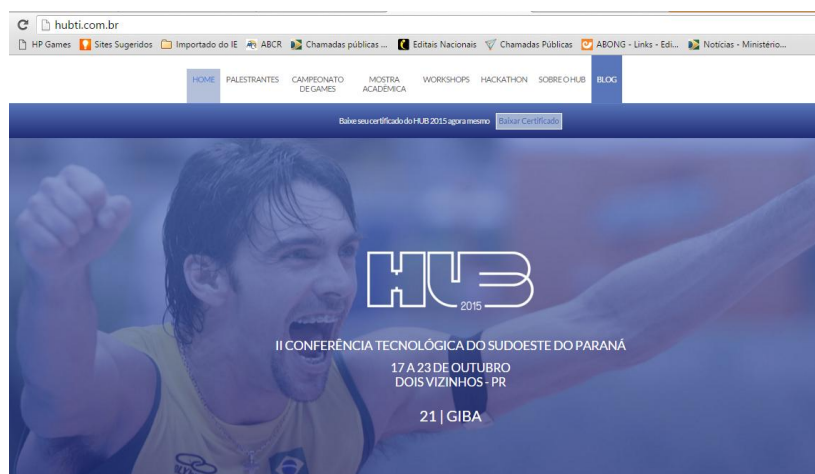 hubti.com.br
HP Games Sites Sugeridos Importado do IE ABCR Chamadas públicas ... Editais Nacionais Chamadas Públicas ABONG - Links - Edi... Notícias - Ministério...
HOME PALESTRANTES CAMPEONATO DE GAMES MOSTRA ACADÊMICA WORKSHOPS HACKATHON SOBRE O HUB BLOG
Baixe seu certificado do HUB 2015 agora mesmo Baixar Certificado
HUB
2015
II CONFERÊNCIA TECNOLÓGICA DO SUDOESTE DO PARANÁ
17 A 23 DE OUTUBRO
DOIS VIZINHOS - PR
21 | GIBA